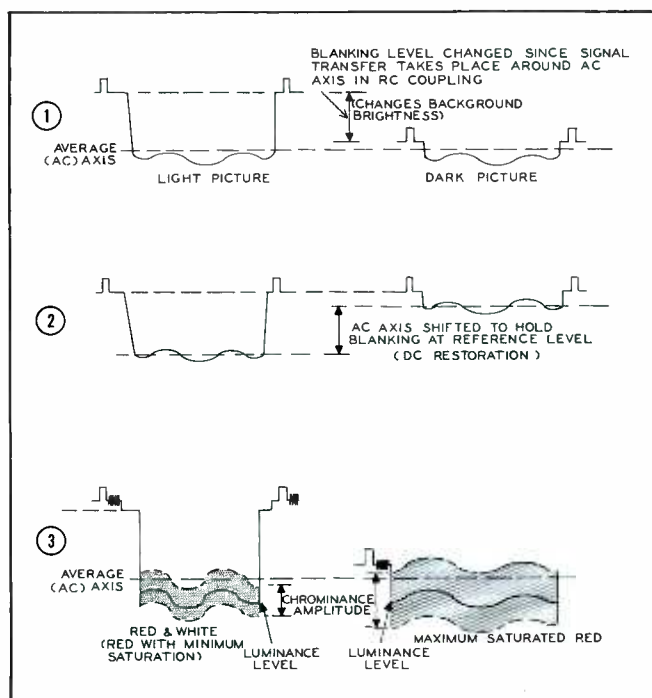 BLANKING LEVEL CHANGED SINCE SIGNAL
TRANSFER TAKES PLACE AROUND AC
AXIS IN RC COUPLING
(CHANGES BACKGROUND
BRIGHTNESS)
1
AVERAGE
(AC) AXIS
LIGHT PICTURE
DARK PICTURE
2
AC AXIS SHIFTED TO HOLD
BLANKING AT REFERENCE LEVEL
(DC RESTORATION)
3
AVERAGE
(AC) AXIS
CHROMINANCE
AMPLITUDE
RED & WHITE
(RED WITH MINIMUM
SATURATION)
LUMINANCE
LEVEL
LUMINANCE
LEVEL
MAXIMUM SATURATED RED